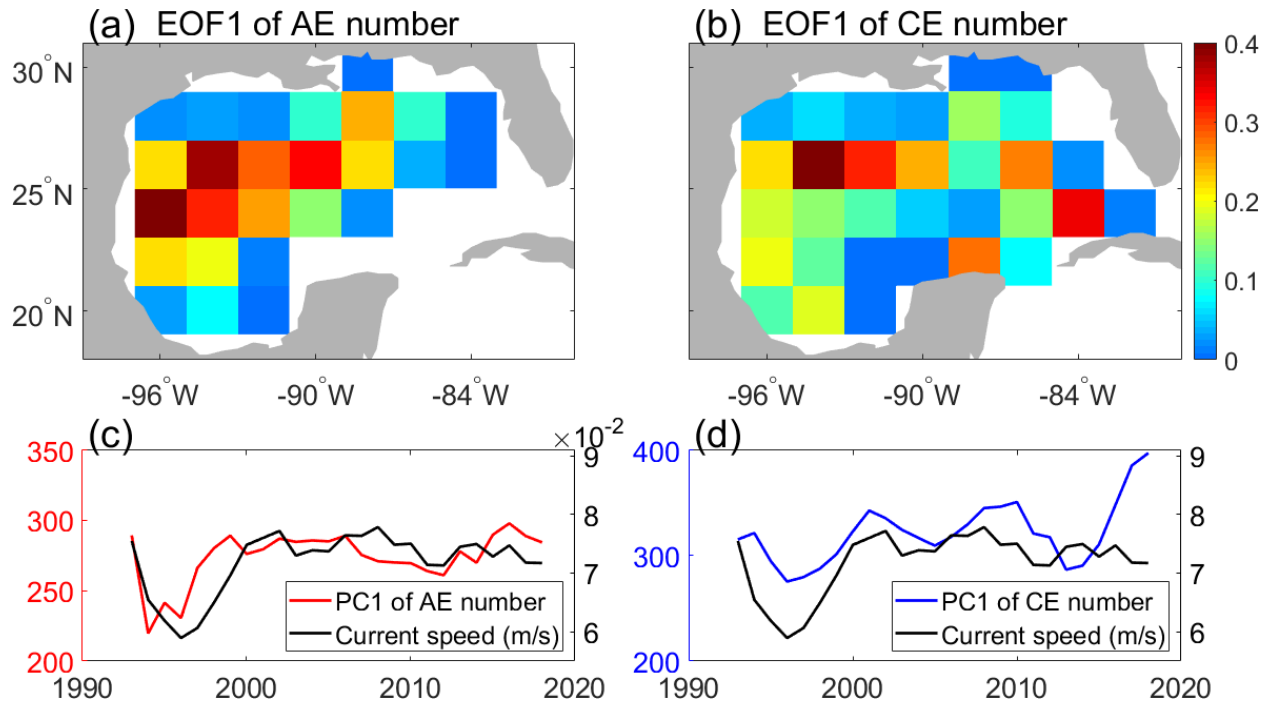 (a) EOF1 of AE number
(b) EOF1 of CE number
30°N
25°N
20°N
-96°W -90°W -84°W
-96°W -90°W -84°W
0.4
0.3
0.2
0.1
0
(c)
×10⁻²
350
300
250
200
9
8
7
6
PC1 of AE number
Current speed (m/s)
1990 2000 2010 2020
(d)
400
300
200
9
8
7
6
PC1 of CE number
Current speed (m/s)
1990 2000 2010 2020